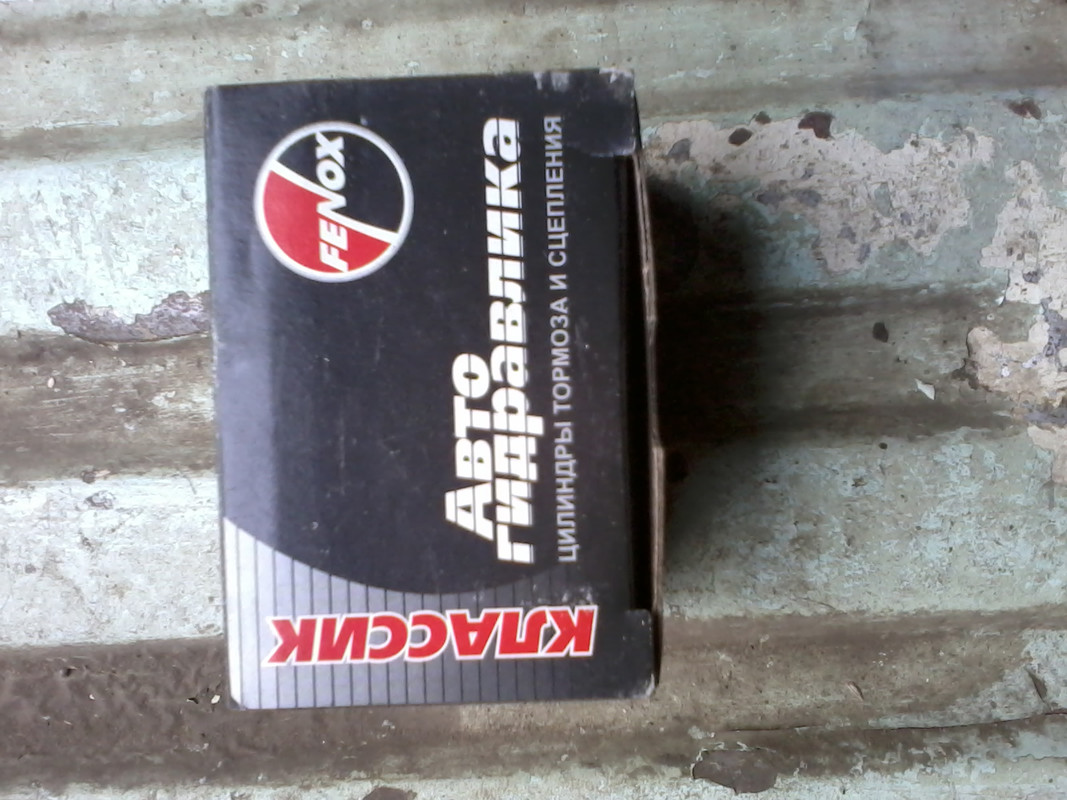 FENOX
Авто
гидравлика
ЦИЛИНДРЫ ТОРМОЗА И СЦЕПЛЕНИЯ
КЛАССИК